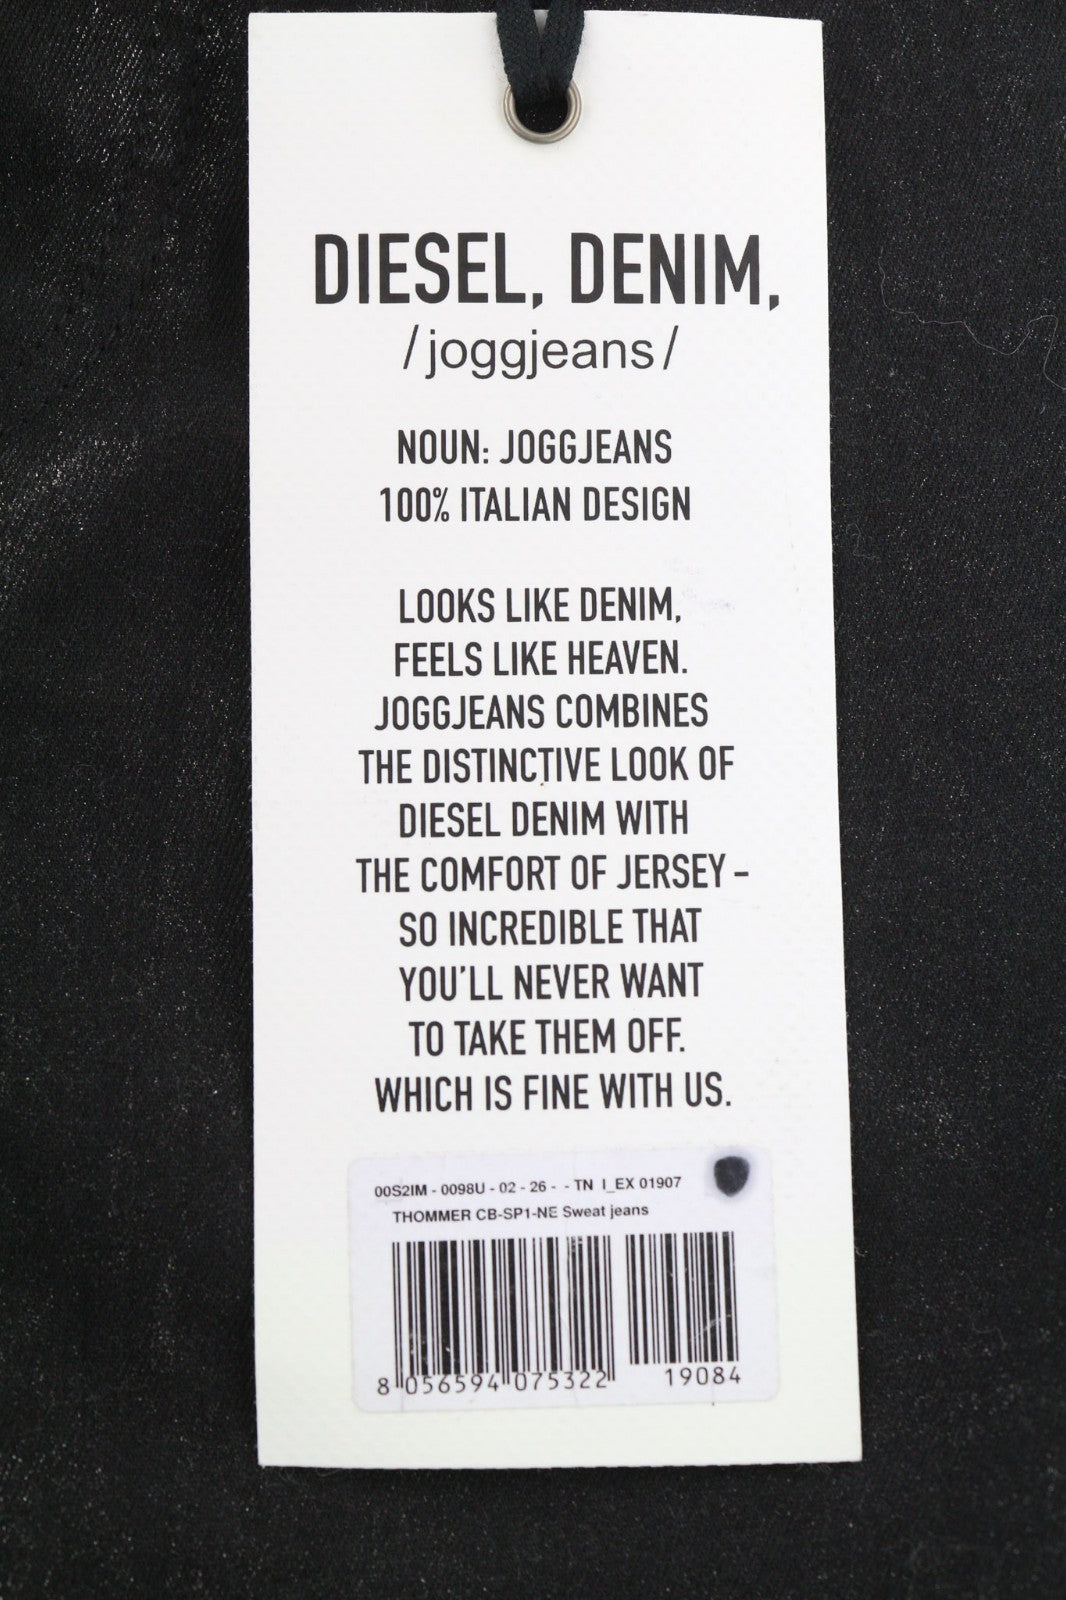 DIESEL, DENIM,
/joggjeans/
NOUN: JOGGJEANS
100% ITALIAN DESIGN
LOOKS LIKE DENIM,
FEELS LIKE HEAVEN.
JOGGJEANS COMBINES
THE DISTINCTIVE LOOK OF
DIESEL DENIM WITH
THE COMFORT OF JERSEY –
SO INCREDIBLE THAT
YOU'LL NEVER WANT
TO TAKE THEM OFF.
WHICH IS FINE WITH US.
00S2IM - 0098U - 02 - 26 - - TN I_EX 01907
THOMMER CB-SP1-NE Sweat jeans
8 056594 075322 19084